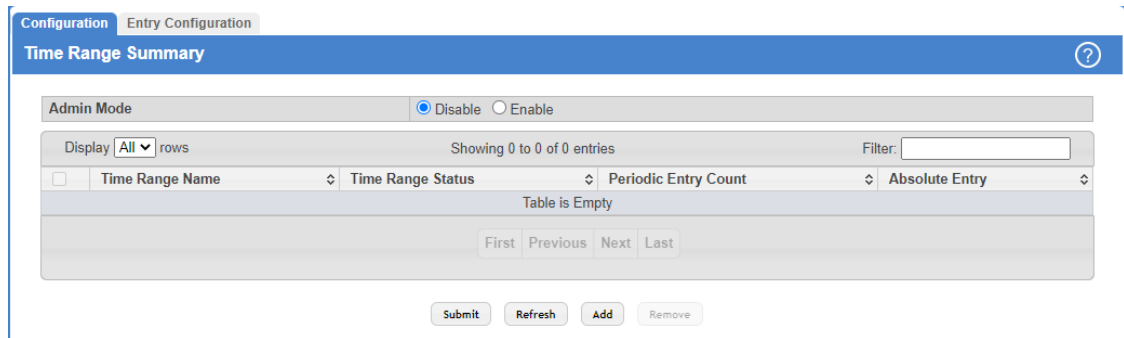 Configuration Entry Configuration
Time Range Summary ?
Admin Mode Disable Enable
Display All rows Showing 0 to 0 of 0 entries Filter:
Time Range Name Time Range Status Periodic Entry Count Absolute Entry
Table is Empty
First Previous Next Last
Submit Refresh Add Remove